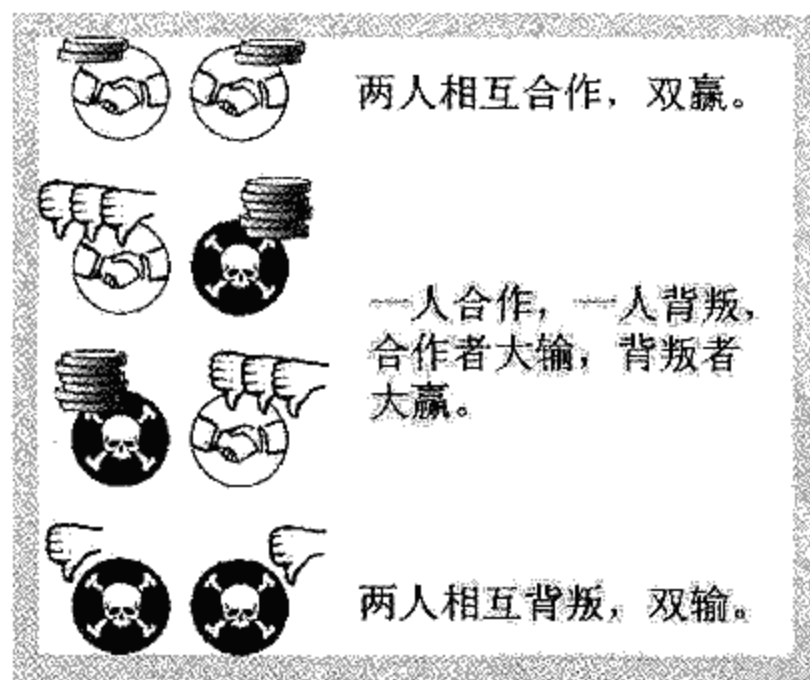 两人相互合作，双赢。
一人合作，一人背叛，
合作者大输，背叛者
大赢。
两人相互背叛，双输。